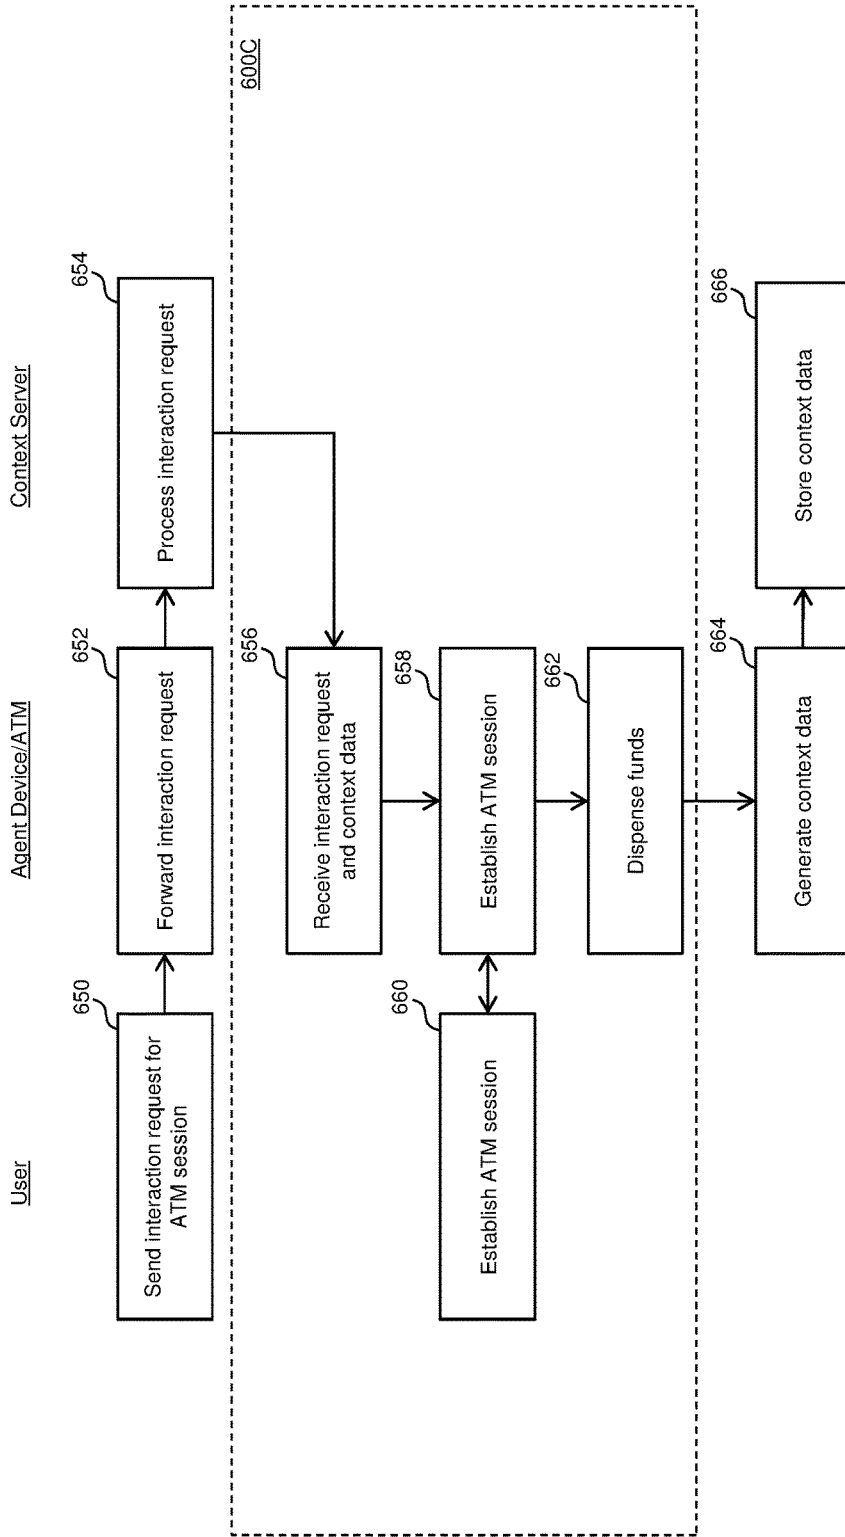 User
Agent Device/ATM
Context Server
650
Send interaction request for
ATM session
652
Forward interaction request
654
Process interaction request
600C
656
Receive interaction request
and context data
660
Establish ATM session
658
Establish ATM session
662
Dispense funds
664
Generate context data
666
Store context data